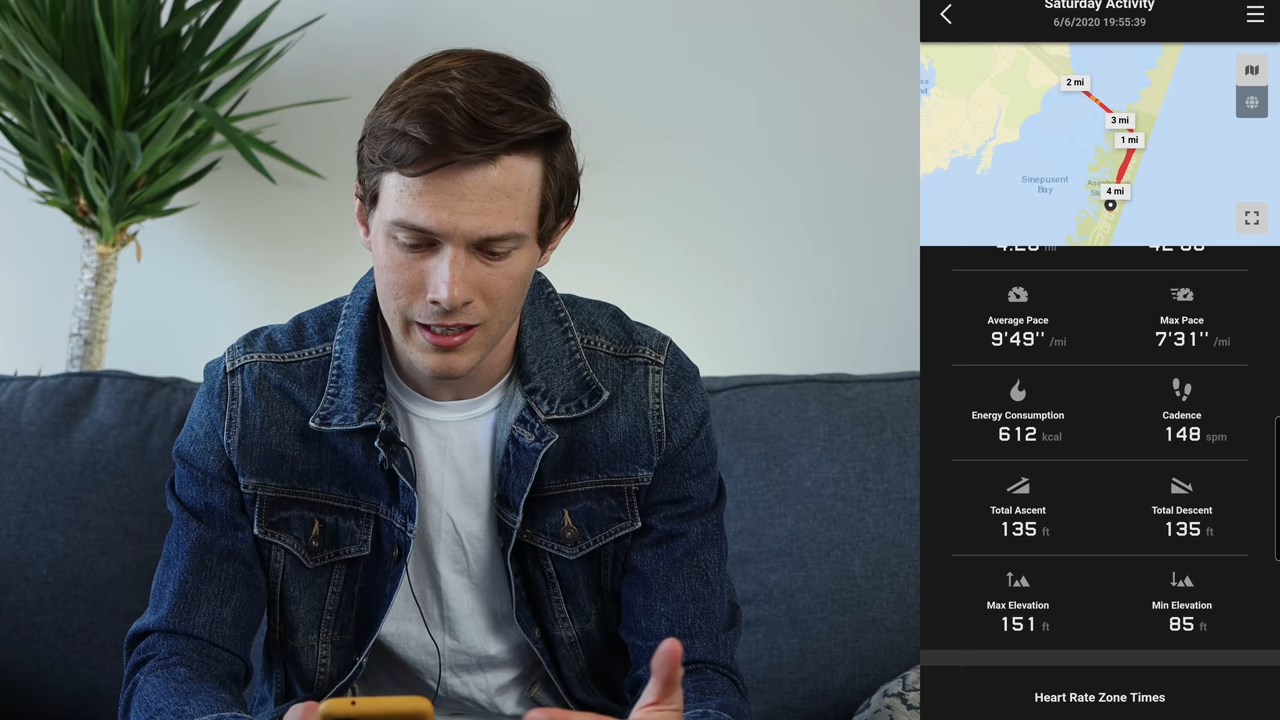 Saturday Activity
6/6/2020 19:55:39
2 mi
3 mi
1 mi
Sinepuxent
Bay
4 mi
Average Pace
Max Pace
9'49'' /mi
7'31'' /mi
Energy Consumption
Cadence
612 kcal
148 spm
Total Ascent
Total Descent
135 ft
135 ft
Max Elevation
Min Elevation
151 ft
85 ft
Heart Rate Zone Times